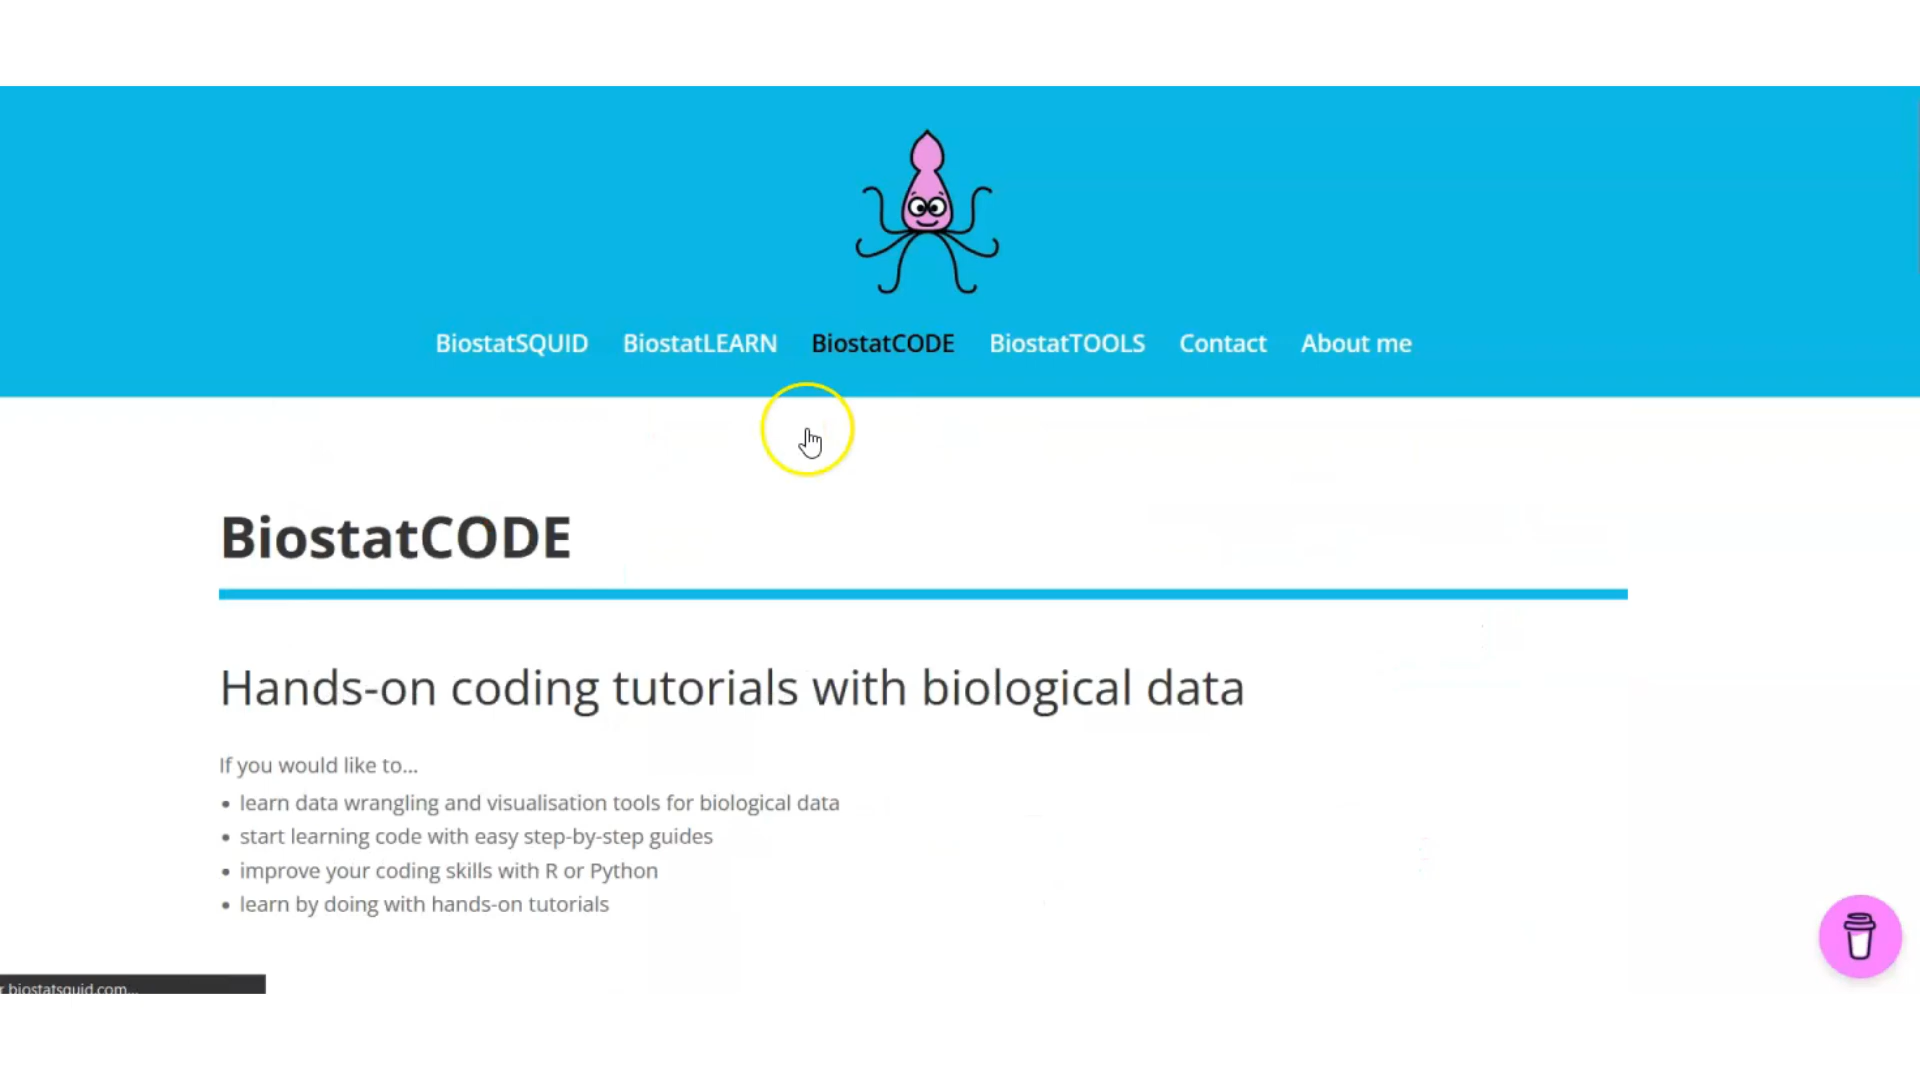 BiostatSQUID BiostatLEARN BiostatCODE BiostatTOOLS Contact About me
BiostatCODE
Hands-on coding tutorials with biological data
If you would like to...
• learn data wrangling and visualisation tools for biological data
• start learning code with easy step-by-step guides
• improve your coding skills with R or Python
• learn by doing with hands-on tutorials
r biostatsquid.com...